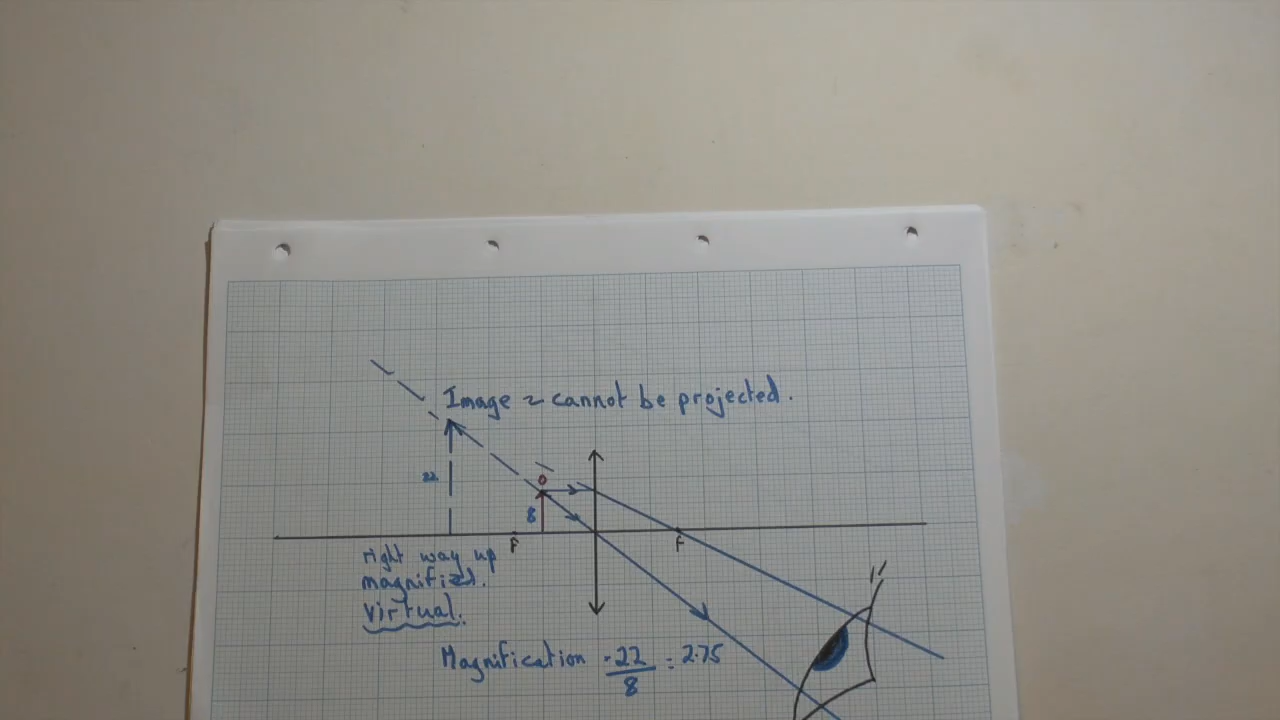 Image ~ cannot be projected.
22
O
8
F
F
right way up
magnified.
virtual.
Magnification = 22/8 = 2.75